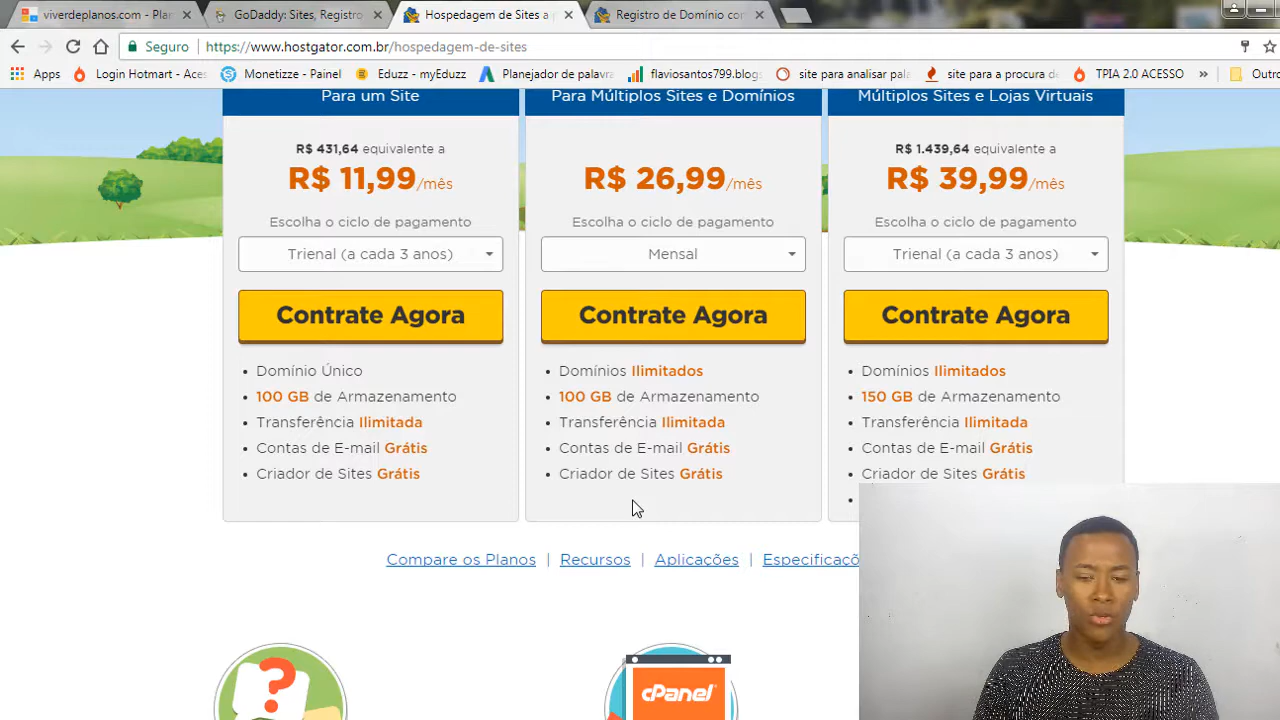 viverdeplanos.com - Plan
GoDaddy: Sites, Registro
Hospedagem de Sites a p
Registro de Domínio com
Seguro
https://www.hostgator.com.br/hospedagem-de-sites
Apps
Login Hotmart - Aces
Monetizze - Painel
Eduzz - myEduzz
Planejador de palavra
flaviosantos799.blogs
site para analisar pala
site para a procura de
TPIA 2.0 ACESSO
»
Outro
Para um Site
R$ 431,64 equivalente a
R$ 11,99/mês
Escolha o ciclo de pagamento
Trienal (a cada 3 anos)
Contrate Agora
• Domínio Único
• 100 GB de Armazenamento
• Transferência Ilimitada
• Contas de E-mail Grátis
• Criador de Sites Grátis
Para Múltiplos Sites e Domínios
R$ 26,99/mês
Escolha o ciclo de pagamento
Mensal
Contrate Agora
• Domínios Ilimitados
• 100 GB de Armazenamento
• Transferência Ilimitada
• Contas de E-mail Grátis
• Criador de Sites Grátis
Múltiplos Sites e Lojas Virtuais
R$ 1.439,64 equivalente a
R$ 39,99/mês
Escolha o ciclo de pagamento
Trienal (a cada 3 anos)
Contrate Agora
• Domínios Ilimitados
• 150 GB de Armazenamento
• Transferência Ilimitada
• Contas de E-mail Grátis
• Criador de Sites Grátis
Compare os Planos | Recursos | Aplicações | Especificaçõ
?
cPanel